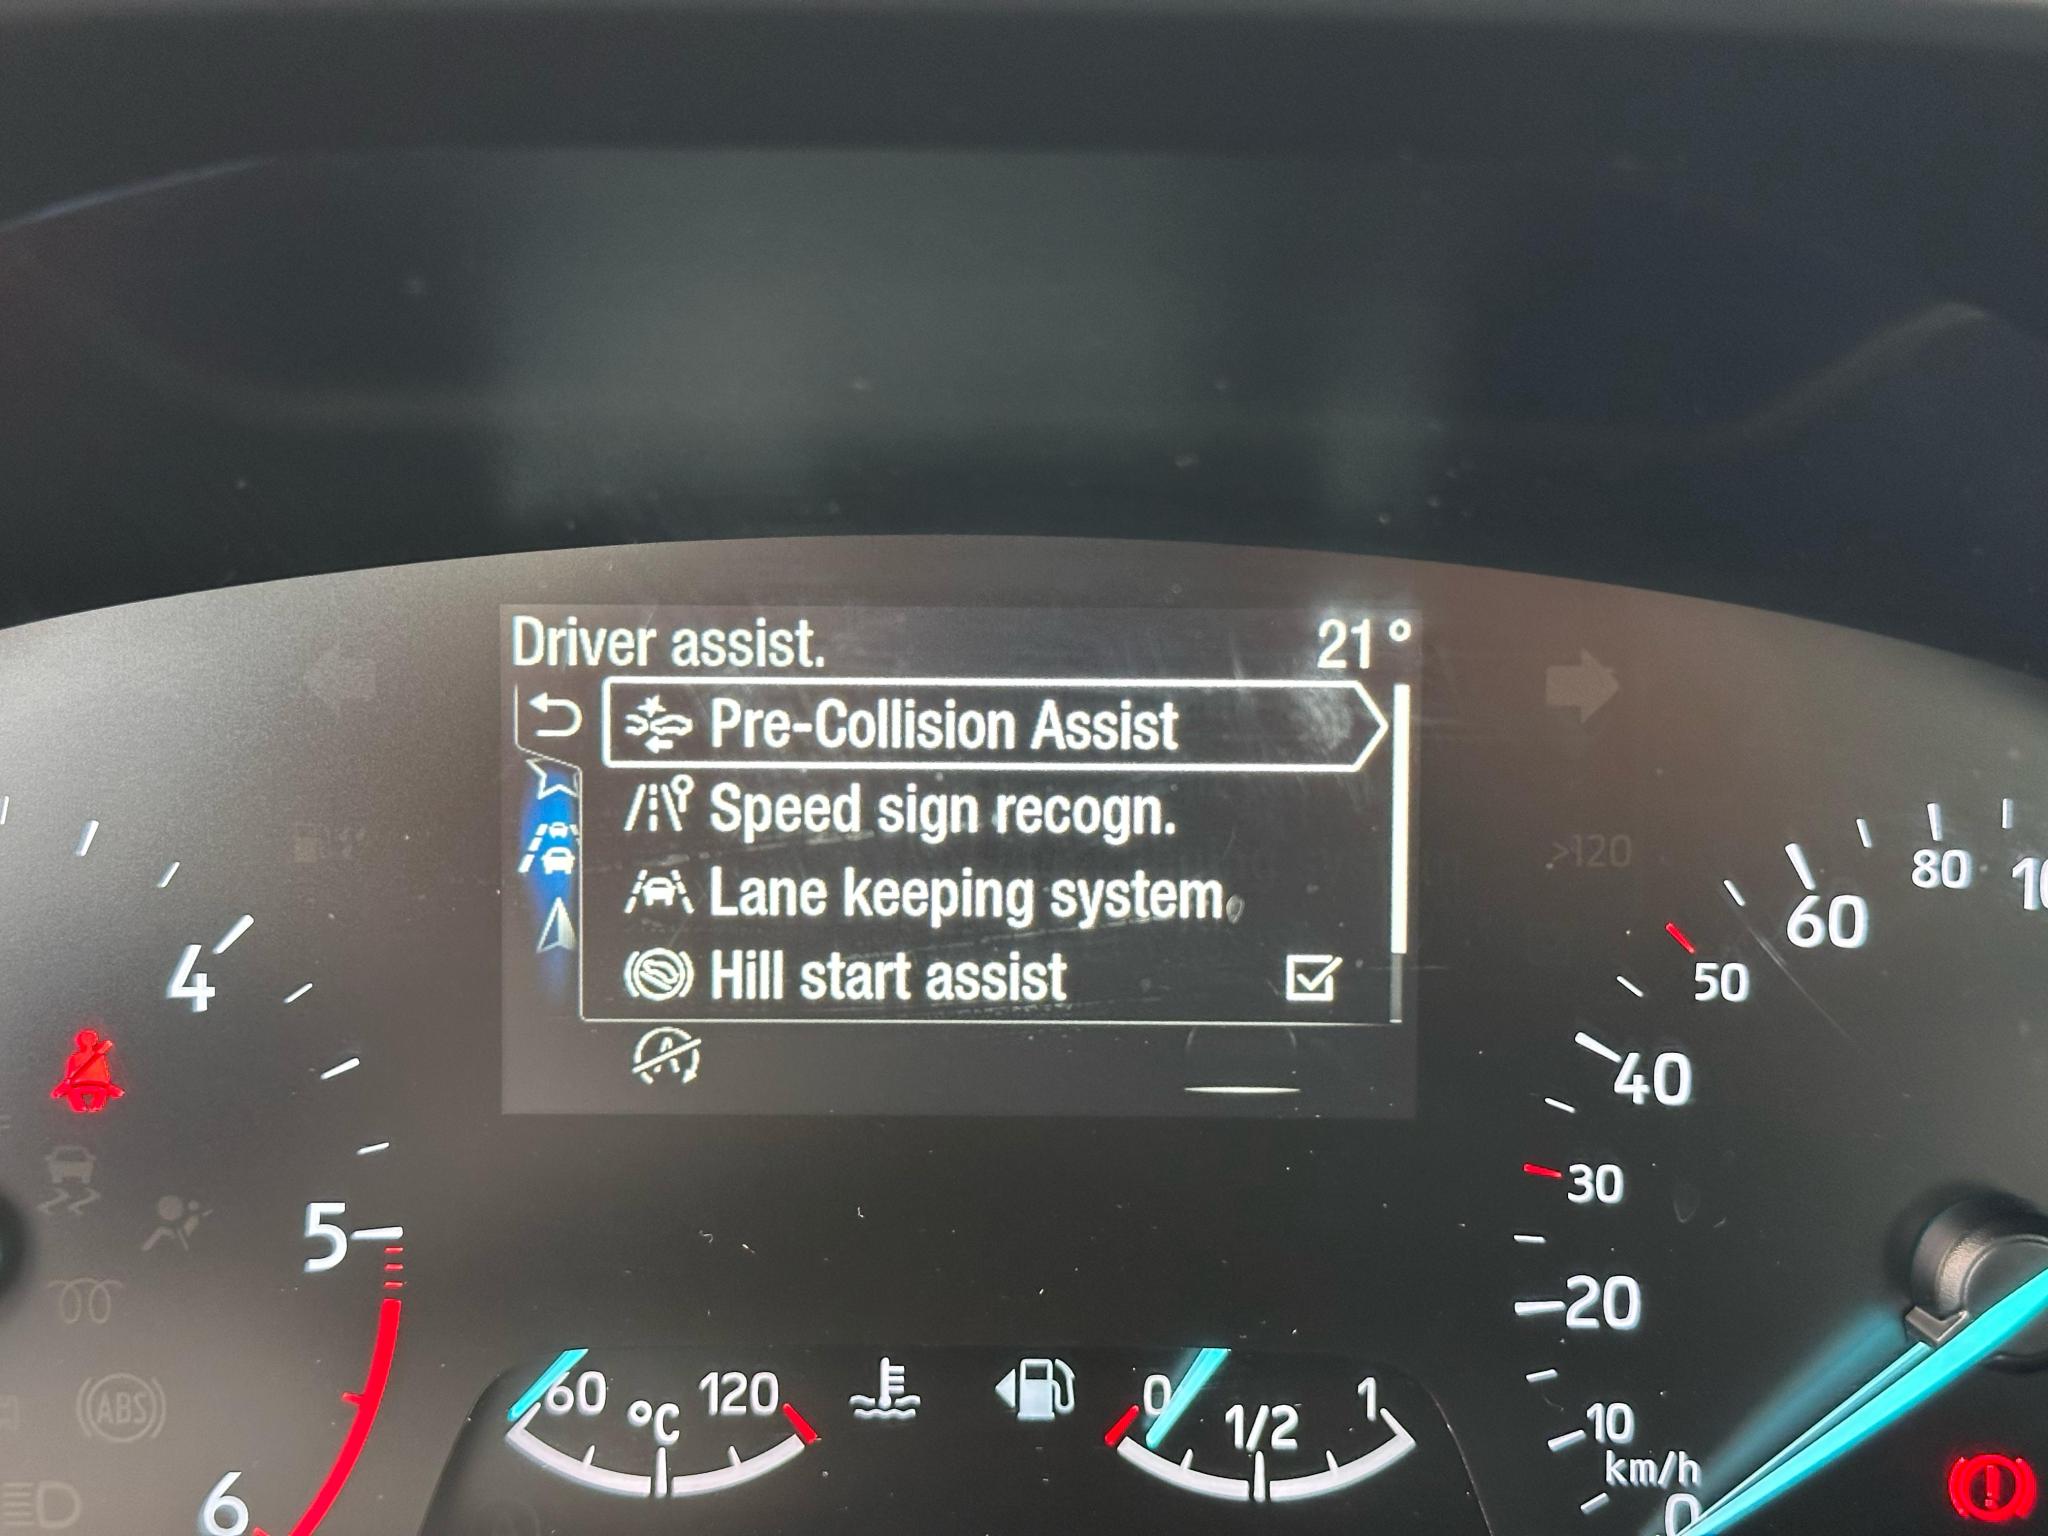 Driver assist. 21°
Pre-Collision Assist
Speed sign recogn.
Lane keeping system
Hill start assist
>120
4
5
6
60 °C 120
0 1/2 1
10
80
60
50
40
30
20
10
km/h
0
ABS